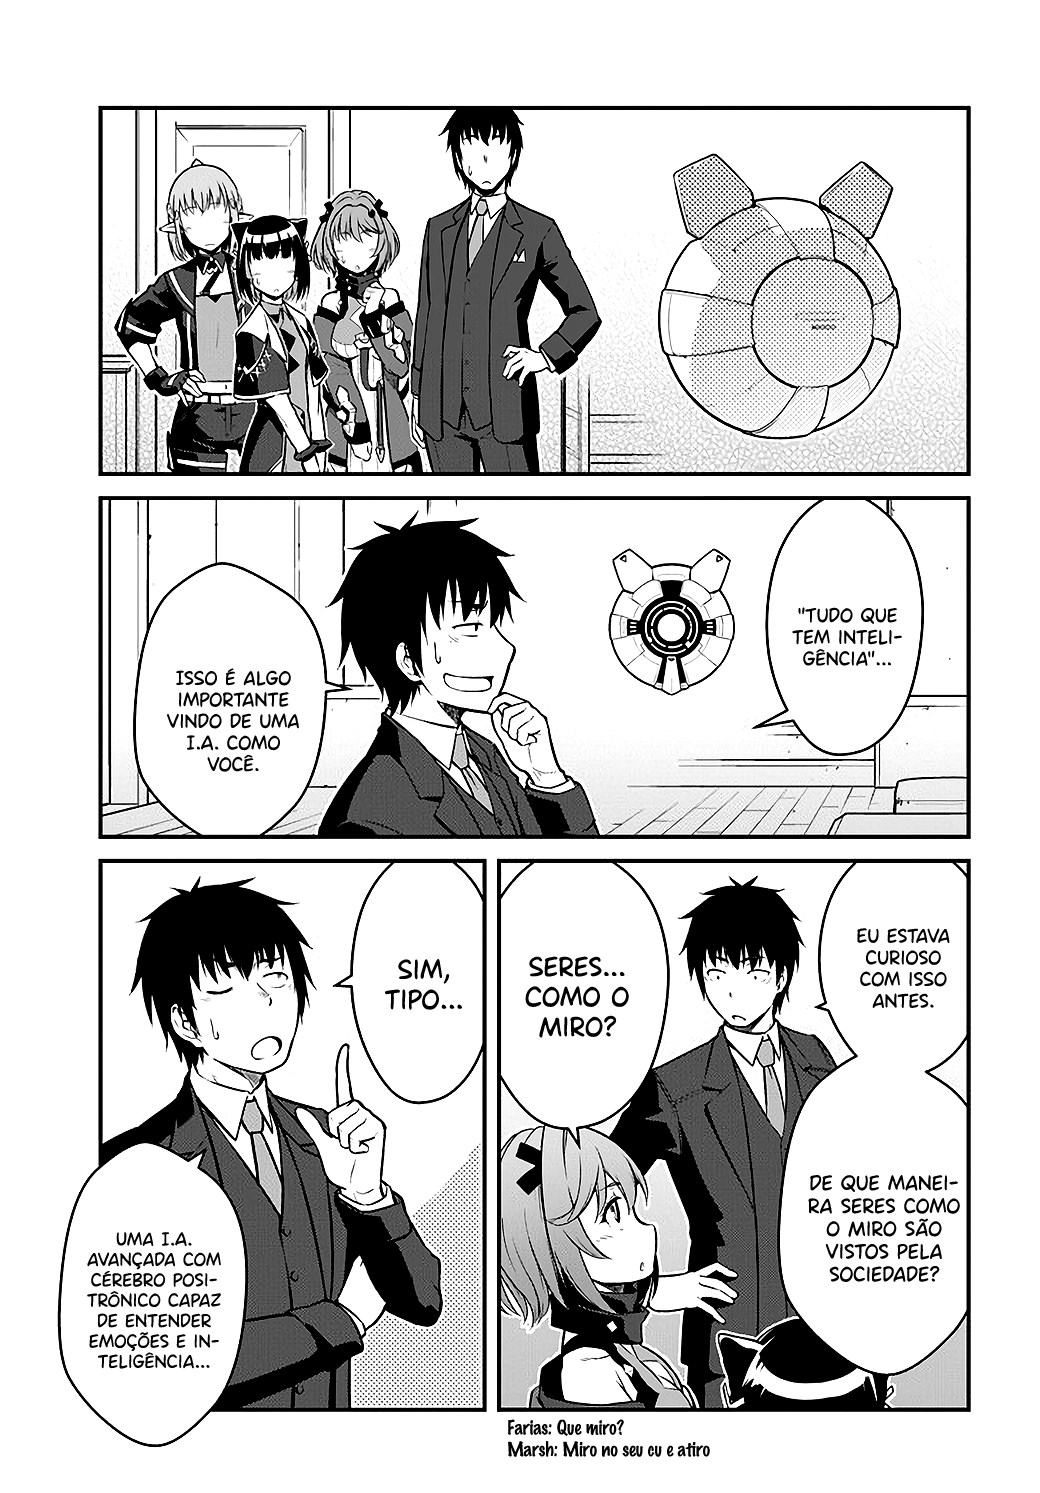 "TUDO QUE
TEM INTELI-
GÊNCIA"...
ISSO É ALGO
IMPORTANTE
VINDO DE UMA
I.A. COMO
VOCÊ.
EU ESTAVA
CURIOSO
COM ISSO
ANTES.
DE QUE MANEI-
RA SERES COMO
O MIRO SÃO
VISTOS PELA
SOCIEDADE?
SERES...
COMO O
MIRO?
SIM,
TIPO...
UMA I.A.
AVANÇADA COM
CÉREBRO POSI-
TRÔNICO CAPAZ
DE ENTENDER
EMOÇÕES E IN-
TELIGÊNCIA...
Farias: Que miro?
Marsh: Miro no seu cu e atiro